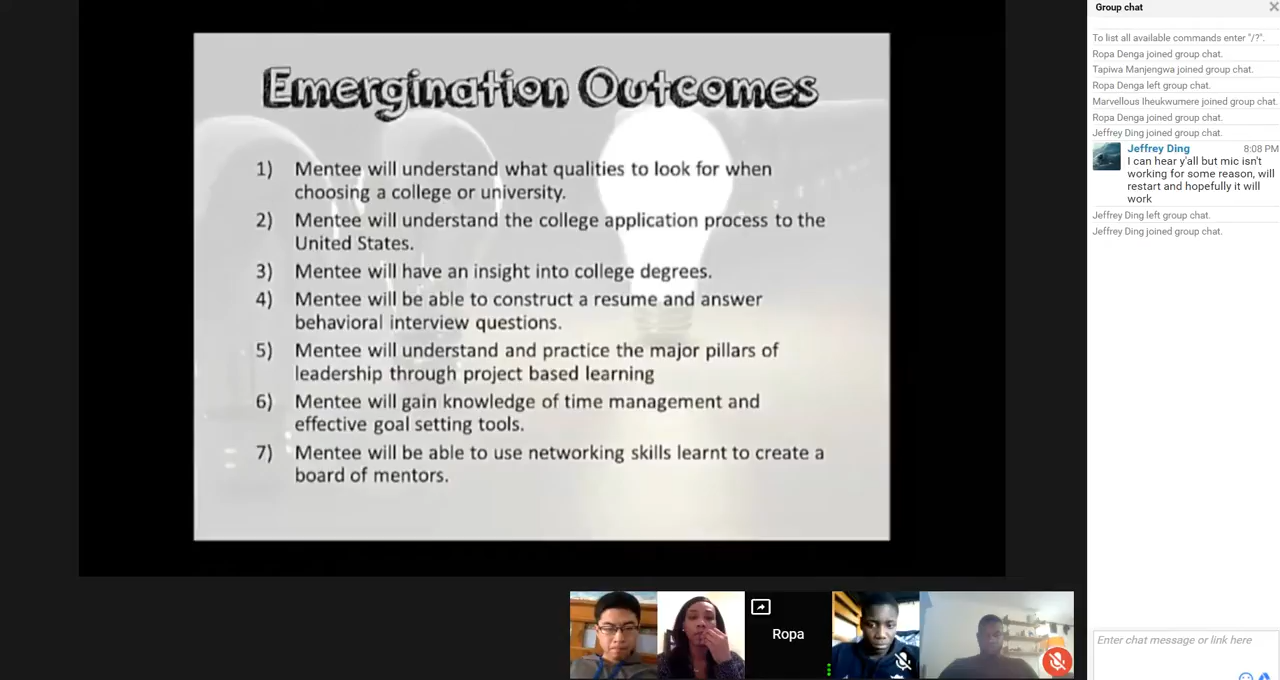 Emergination Outcomes
1) Mentee will understand what qualities to look for when
choosing a college or university.
2) Mentee will understand the college application process to the
United States.
3) Mentee will have an insight into college degrees.
4) Mentee will be able to construct a resume and answer
behavioral interview questions.
5) Mentee will understand and practice the major pillars of
leadership through project based learning
6) Mentee will gain knowledge of time management and
effective goal setting tools.
7) Mentee will be able to use networking skills learnt to create a
board of mentors.
Ropa
Group chat
To list all available commands enter "/?".
Ropa Denga joined group chat.
Tapiwa Manjengwa joined group chat.
Ropa Denga left group chat.
Marvellous Iheukwumere joined group chat.
Ropa Denga joined group chat.
Jeffrey Ding joined group chat.
Jeffrey Ding 8:08 PM
I can hear y'all but mic isn't
working for some reason, will
restart and hopefully it will
work
Jeffrey Ding left group chat.
Jeffrey Ding joined group chat.
Enter chat message or link here